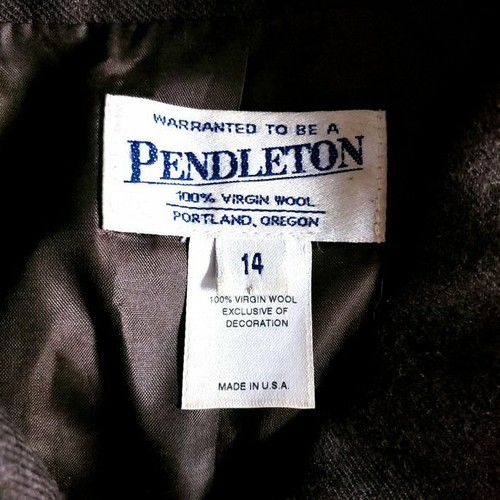 WARRANTED TO BE A
PENDLETON
100% VIRGIN WOOL
PORTLAND, OREGON
14
100% VIRGIN WOOL
EXCLUSIVE OF
DECORATION
MADE IN U.S.A.